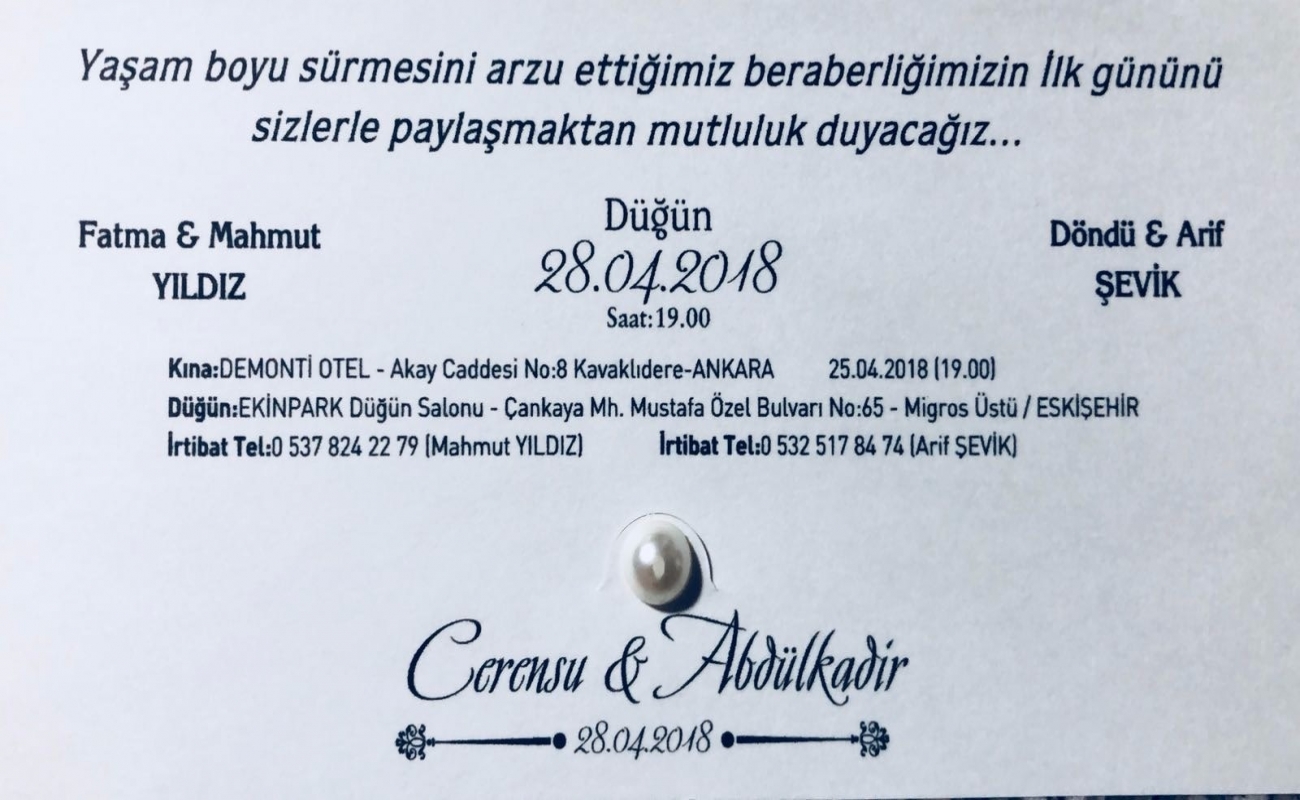 Yaşam boyu sürmesini arzu ettiğimiz beraberliğimizin İlk gününü
sizlerle paylaşmaktan mutluluk duyacağız...
Fatma & Mahmut
YILDIZ
Düğün
28.04.2018
Saat:19.00
Döndü & Arif
ŞEVİK
Kına:DEMONTİ OTEL - Akay Caddesi No:8 Kavaklıdere-ANKARA 25.04.2018 (19.00)
Düğün:EKİNPARK Düğün Salonu - Çankaya Mh. Mustafa Özel Bulvarı No:65 - Migros Üstü / ESKİŞEHİR
İrtibat Tel:0 537 824 22 79 (Mahmut YILDIZ) İrtibat Tel:0 532 517 84 74 (Arif ŞEVİK)
Cerensu & Abdülkadir
28.04.2018